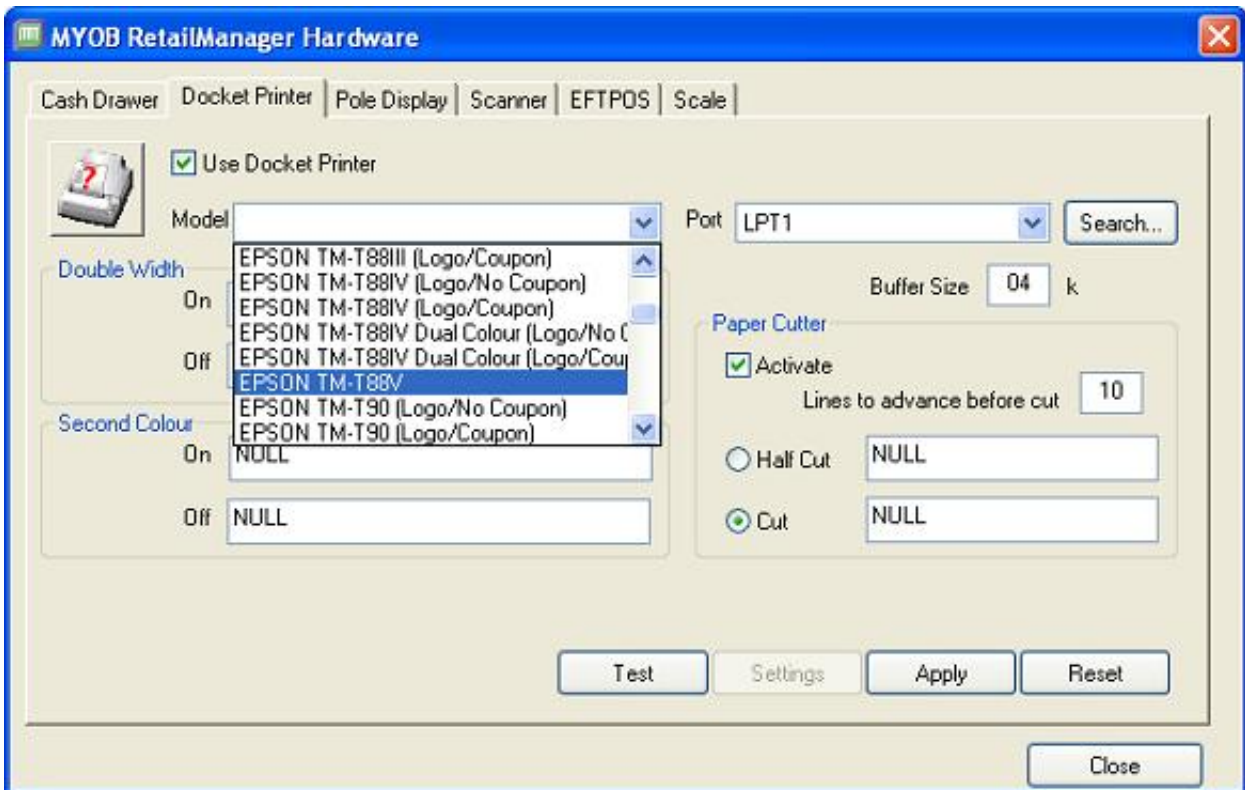 MYOB RetailManager Hardware
Cash Drawer Docket Printer Pole Display Scanner EFTPOS Scale
?
Use Docket Printer
Model Port LPT1 Search...
EPSON TM-T88III (Logo/Coupon)
EPSON TM-T88IV (Logo/No Coupon)
EPSON TM-T88IV (Logo/Coupon)
EPSON TM-T88IV Dual Colour (Logo/No C
EPSON TM-T88IV Dual Colour (Logo/Coup
EPSON TM-T88V
EPSON TM-T90 (Logo/No Coupon)
EPSON TM-T90 (Logo/Coupon)
Double Width
On
Off
Buffer Size 04 k
Paper Cutter
Activate
Lines to advance before cut 10
Half Cut NULL
Cut NULL
Second Colour
On NULL
Off NULL
Test Settings Apply Reset
Close